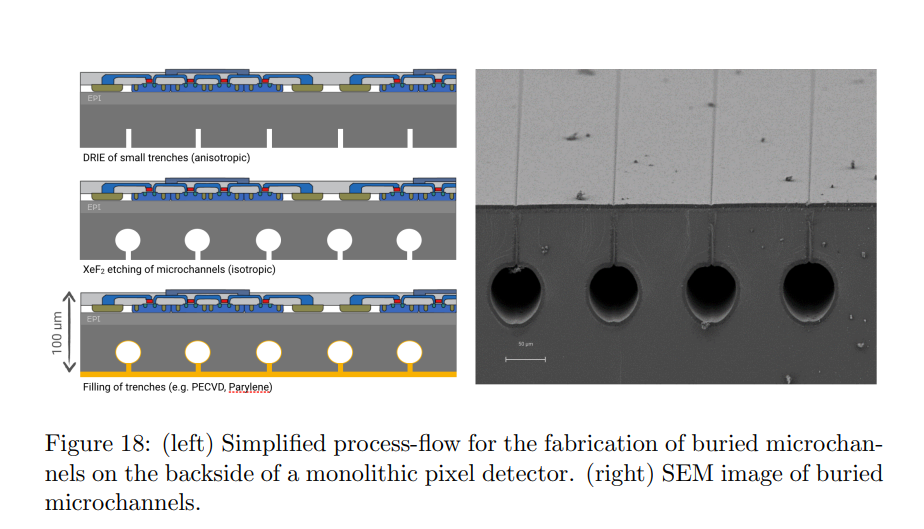 EPI
DRIE of small trenches (anisotropic)
EPI
XeF₂ etching of microchannels (isotropic)
100 µm
EPI
Filling of trenches (e.g. PECVD, Parylene)
50 µm
Figure 18: (left) Simplified process-flow for the fabrication of buried microchan-
nels on the backside of a monolithic pixel detector. (right) SEM image of buried
microchannels.